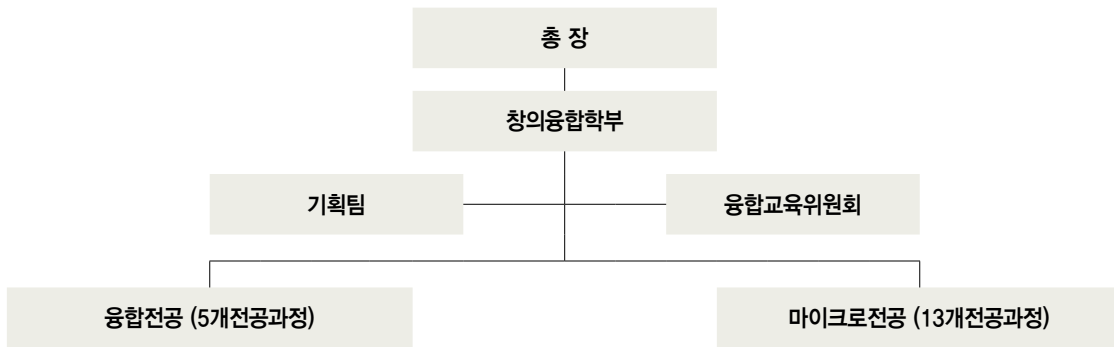 총 장
창의융합학부
기획팀
융합교육위원회
융합전공 (5개전공과정)
마이크로전공 (13개전공과정)